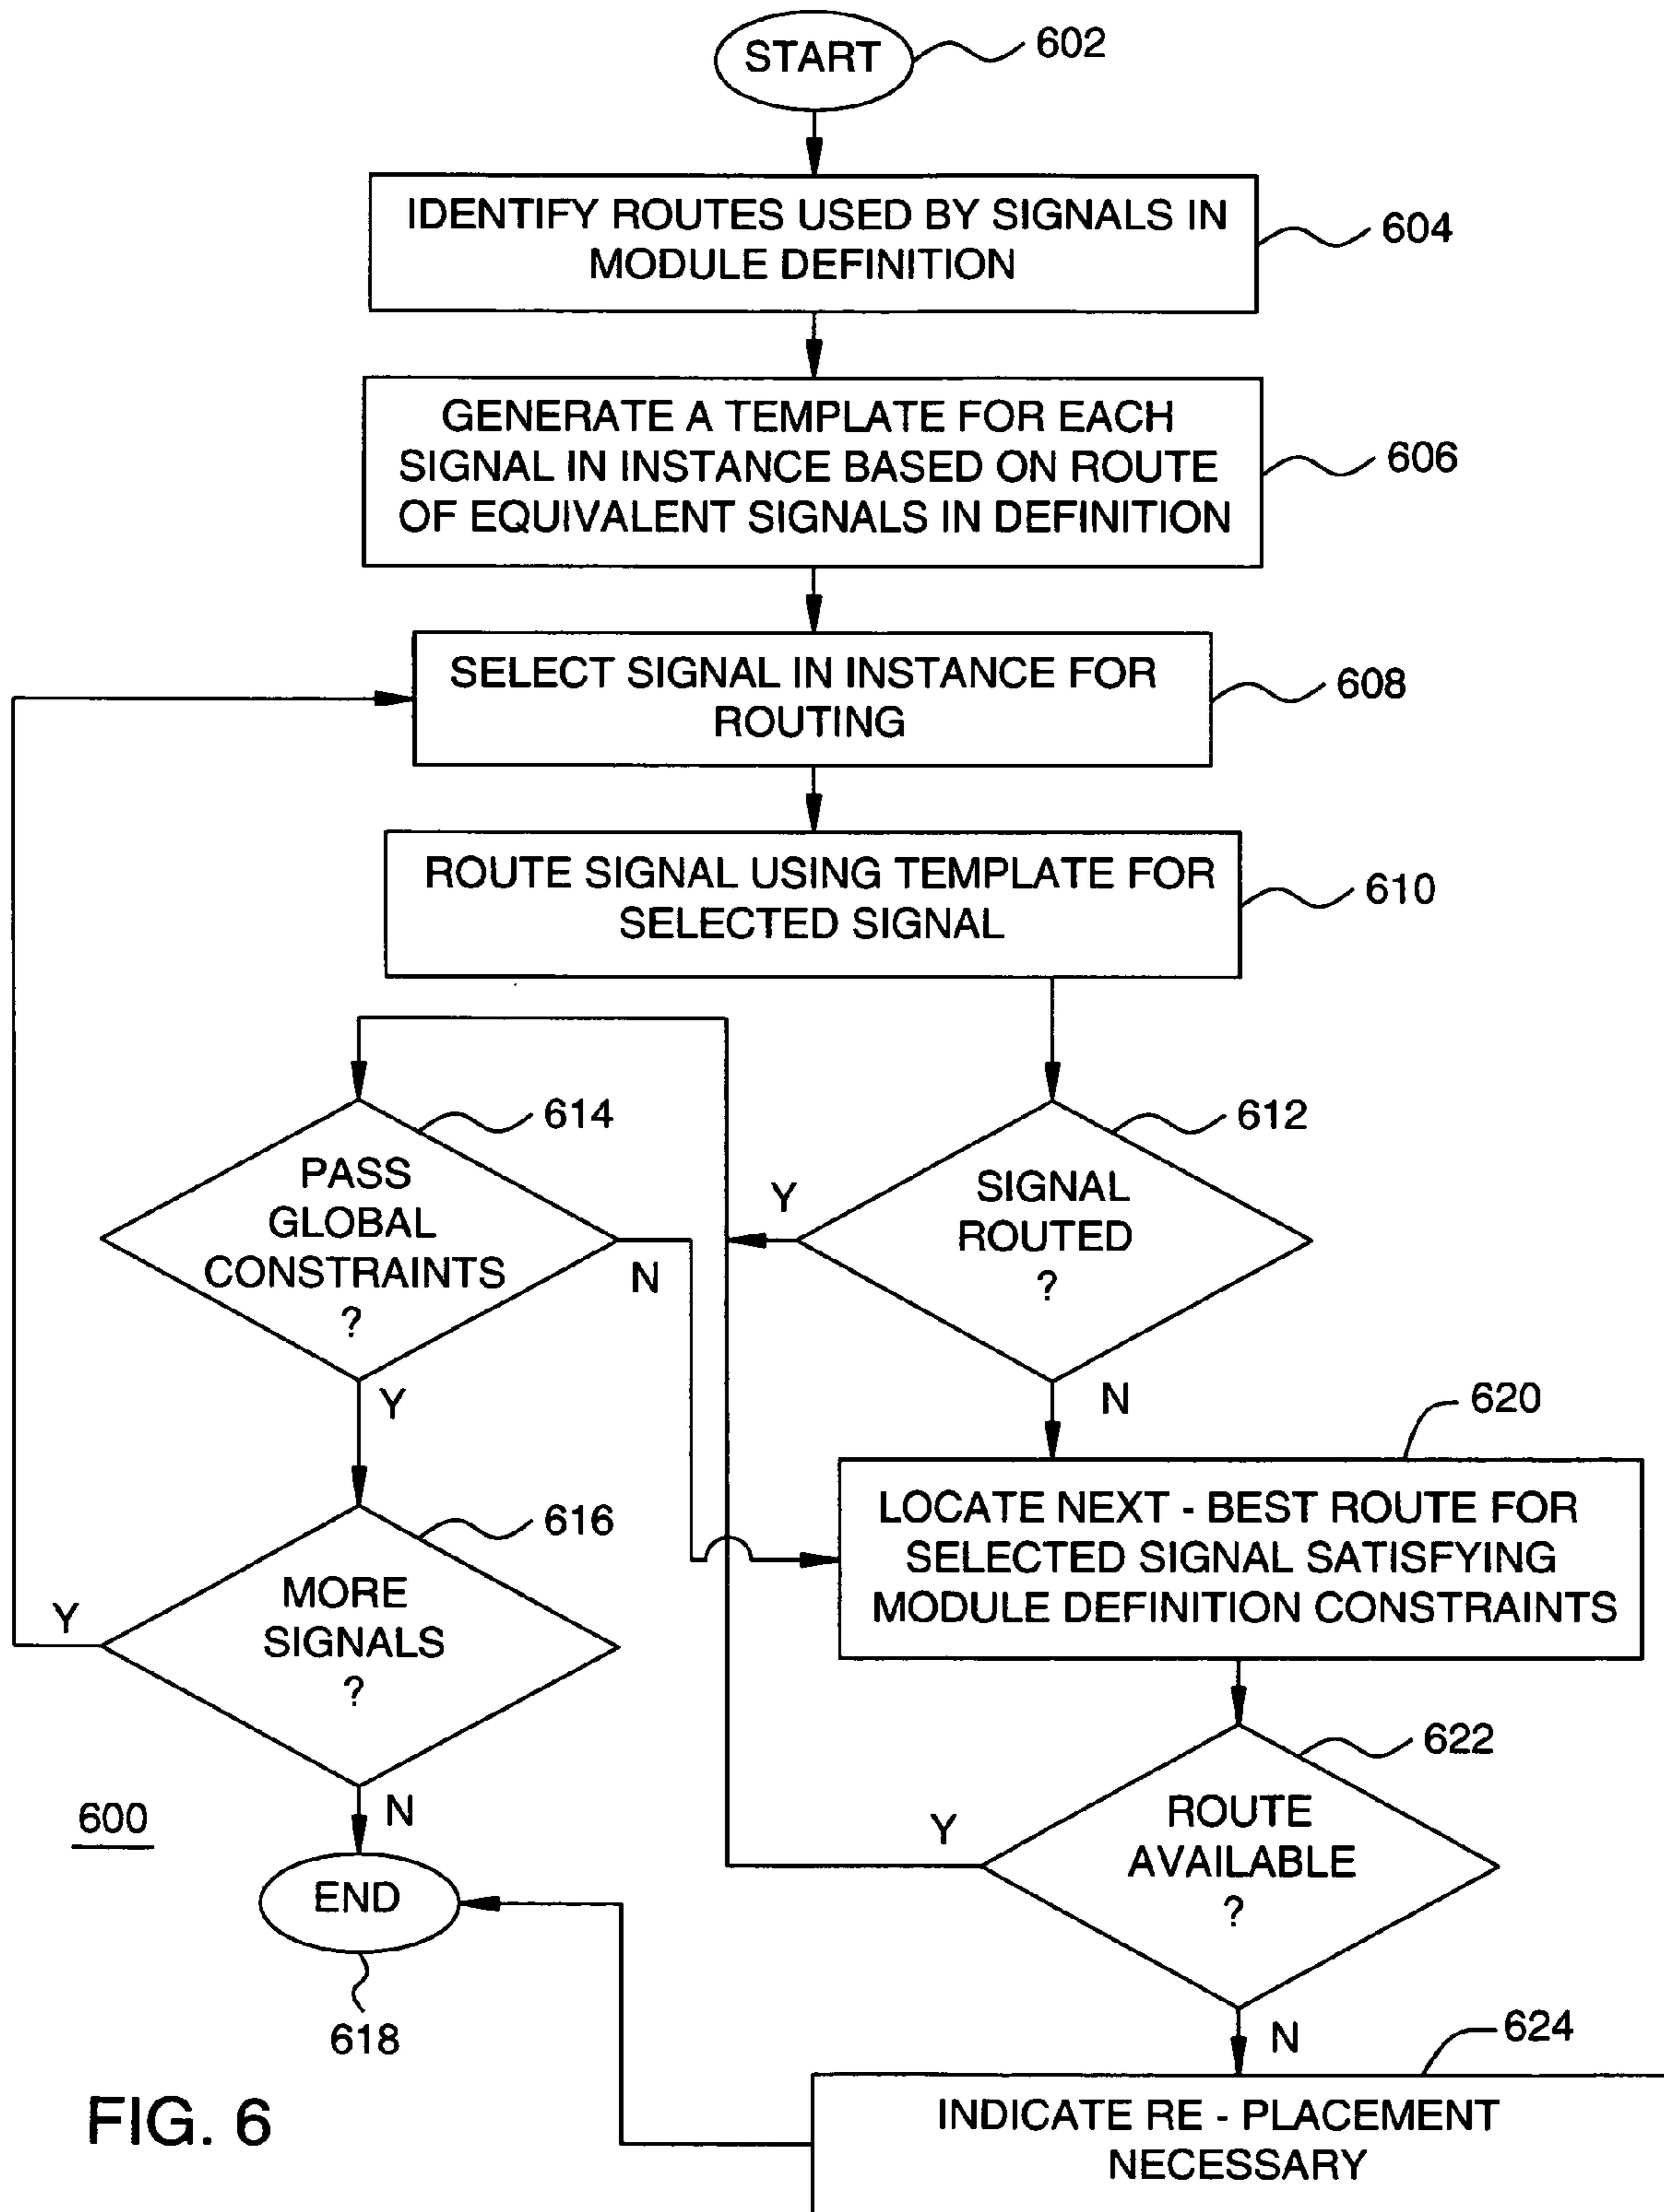 START
602
IDENTIFY ROUTES USED BY SIGNALS IN
MODULE DEFINITION
604
GENERATE A TEMPLATE FOR EACH
SIGNAL IN INSTANCE BASED ON ROUTE
OF EQUIVALENT SIGNALS IN DEFINITION
606
SELECT SIGNAL IN INSTANCE FOR
ROUTING
608
ROUTE SIGNAL USING TEMPLATE FOR
SELECTED SIGNAL
610
614
PASS
GLOBAL
CONSTRAINTS
?
N
Y
612
SIGNAL
ROUTED
?
Y
N
616
MORE
SIGNALS
?
Y
N
620
LOCATE NEXT - BEST ROUTE FOR
SELECTED SIGNAL SATISFYING
MODULE DEFINITION CONSTRAINTS
622
ROUTE
AVAILABLE
?
Y
N
600
END
618
624
INDICATE RE - PLACEMENT
NECESSARY
FIG. 6